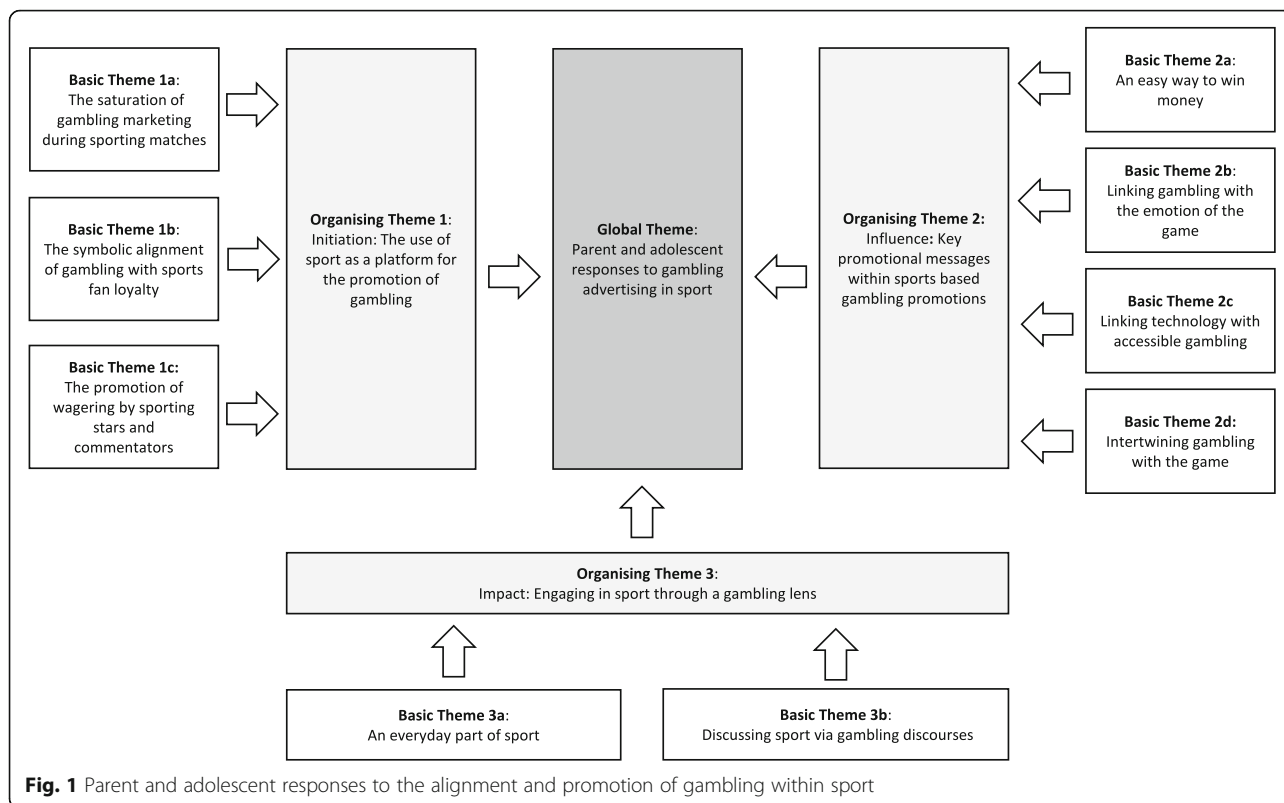 Basic Theme 1a:
The saturation of
gambling marketing
during sporting matches
Basic Theme 1b:
The symbolic alignment
of gambling with sports
fan loyalty
Basic Theme 1c:
The promotion of
wagering by sporting
stars and
commentators
Organising Theme 1:
Initiation: The use of
sport as a platform for
the promotion of
gambling
Global Theme:
Parent and adolescent
responses to gambling
advertising in sport
Organising Theme 2:
Influence: Key
promotional messages
within sports based
gambling promotions
Basic Theme 2a:
An easy way to win
money
Basic Theme 2b:
Linking gambling with
the emotion of the
game
Basic Theme 2c
Linking technology with
accessible gambling
Basic Theme 2d:
Intertwining gambling
with the game
Organising Theme 3:
Impact: Engaging in sport through a gambling lens
Basic Theme 3a:
An everyday part of sport
Basic Theme 3b:
Discussing sport via gambling discourses
Fig. 1 Parent and adolescent responses to the alignment and promotion of gambling within sport